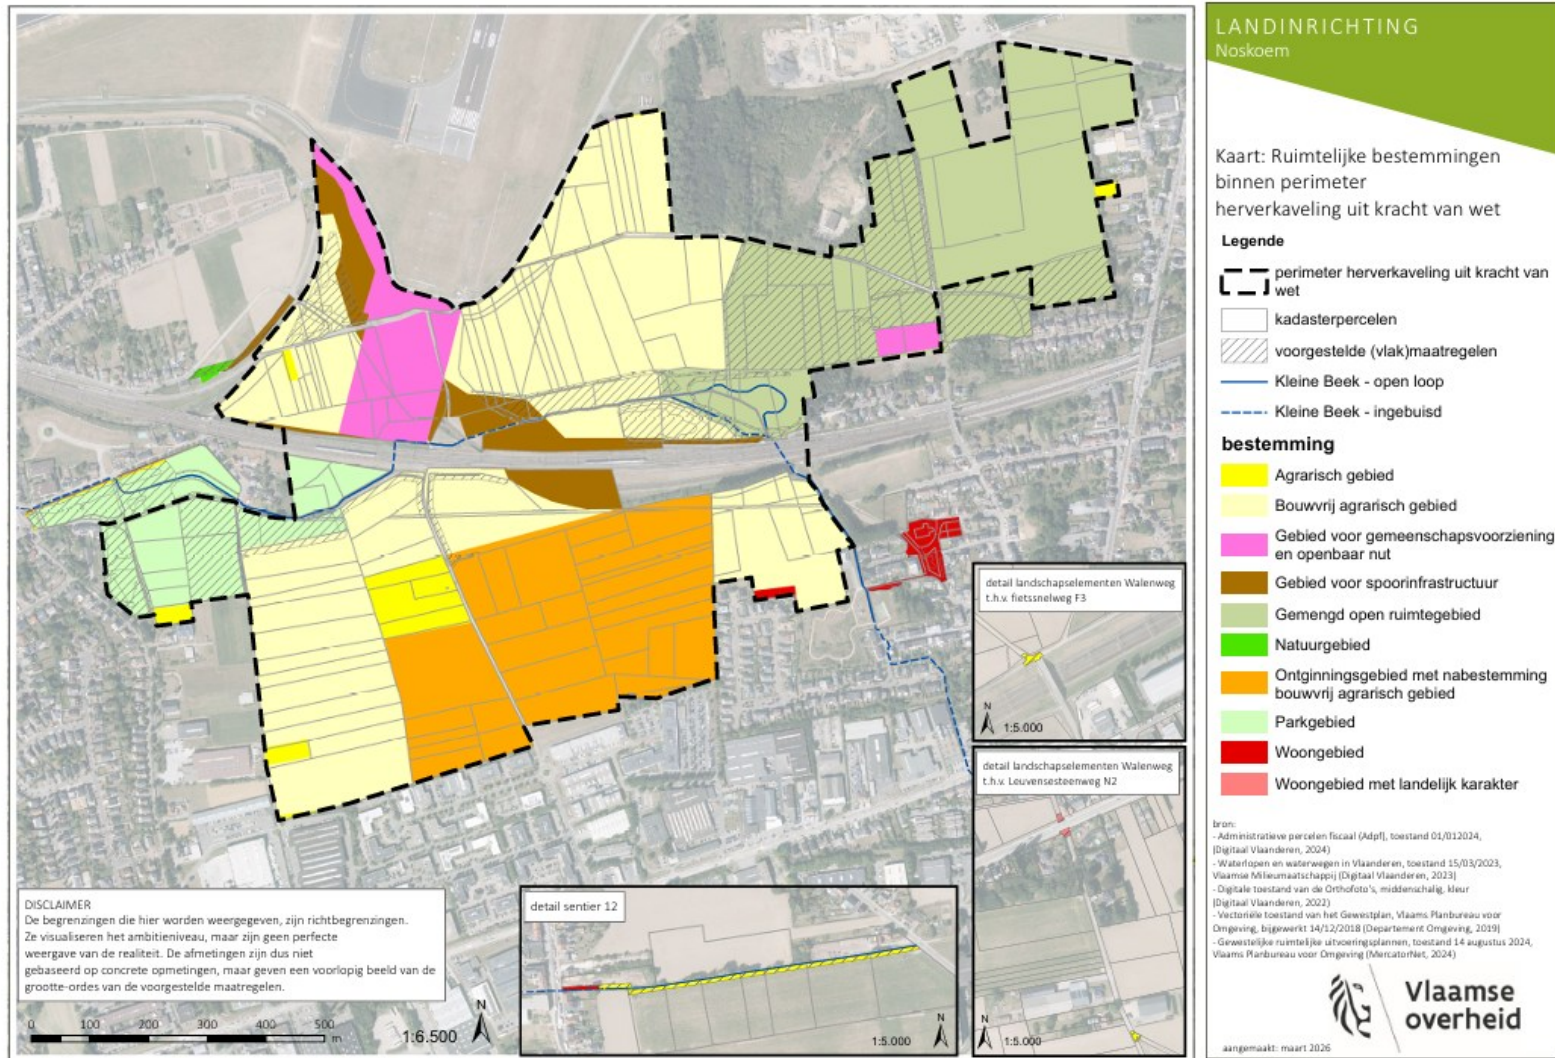 LANDINRICHTING
Noskoem
Kaart: Ruimtelijke bestemmingen
binnen perimeter
herverkaveling uit kracht van wet
Legende
perimeter herverkaveling uit kracht van
wet
kadasterpercelen
voorgestelde (vlak)maatregelen
Kleine Beek - open loop
Kleine Beek - ingebuisd
bestemming
Agrarisch gebied
Bouwvrij agrarisch gebied
Gebied voor gemeenschapsvoorziening
en openbaar nut
Gebied voor spoorinfrastructuur
Gemengd open ruimtegebied
Natuurgebied
Ontginningsgebied met nabestemming
bouwvrij agrarisch gebied
Parkgebied
Woongebied
Woongebied met landelijk karakter
bron:
- Administratieve percelen fiscaal (Adpf), toestand 01/012024,
(Digitaal Vlaanderen, 2024)
- Waterlopen en waterwegen in Vlaanderen, toestand 15/03/2023,
Vlaamse Milieumaatschappij (Digitaal Vlaanderen, 2023)
- Digitale toestand van de Orthofoto's, middenschalig, kleur
(Digitaal Vlaanderen, 2022)
- Vectoriële toestand van het Gewestplan, Vlaams Planbureau voor
Omgeving, bijgewerkt 14/12/2018 (Departement Omgeving, 2019)
- Gewestelijke ruimtelijke uitvoeringsplannen, toestand 14 augustus 2024,
Vlaams Planbureau voor Omgeving (MercatorNet, 2024)
Vlaamse
overheid
aangemaakt: maart 2026
detail landschapselementen Walenweg
t.h.v. fietssnelweg F3
N
1:5.000
detail landschapselementen Walenweg
t.h.v. Leuvensesteenweg N2
N
1:5.000
detail sentier 12
N
1:5.000
DISCLAIMER
De begrenzingen die hier worden weergegeven, zijn richtbegrenzingen.
Ze visualiseren het ambitieniveau, maar zijn geen perfecte
weergave van de realiteit. De afmetingen zijn dus niet
gebaseerd op concrete opmetingen, maar geven een voorlopig beeld van de
grootte-ordes van de voorgestelde maatregelen.
0 100 200 300 400 500
m
1:6.500
N